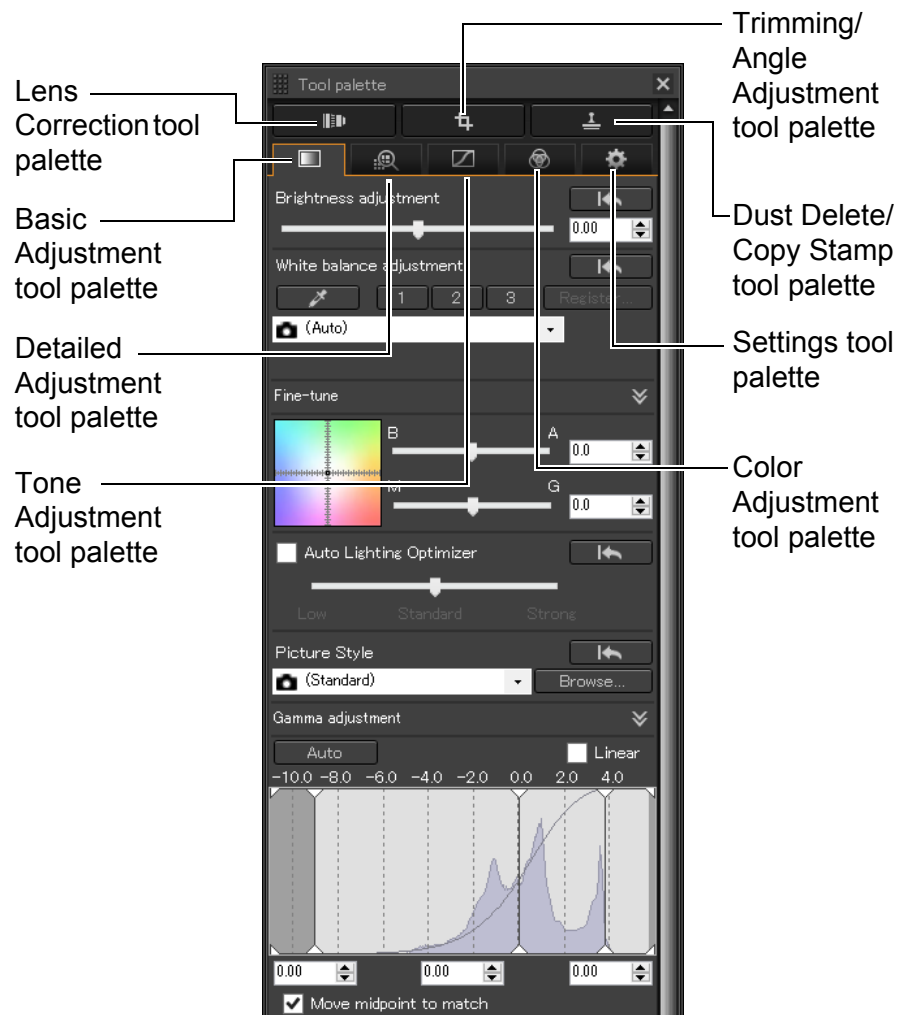 Trimming/
Angle
Adjustment
tool palette
Lens
Correction tool
palette
Basic
Adjustment
tool palette
Detailed
Adjustment
tool palette
Tone
Adjustment
tool palette
Dust Delete/
Copy Stamp
tool palette
Settings tool
palette
Color
Adjustment
tool palette
Tool palette
Brightness adjustment
0.00
White balance adjustment
1 2 3 Register...
(Auto)
Fine-tune
B A 0.0
M G 0.0
Auto Lighting Optimizer
Low Standard Strong
Picture Style
(Standard) Browse...
Gamma adjustment
Auto Linear
-10.0 -8.0 -6.0 -4.0 -2.0 0.0 2.0 4.0
0.00 0.00 0.00
Move midpoint to match